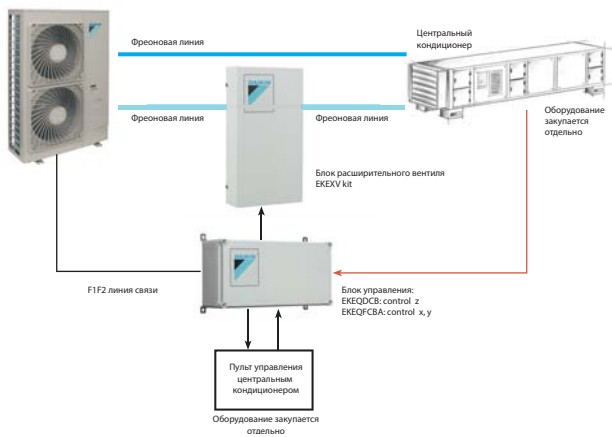 Фреоновая линия
Центральный
кондиционер
Фреоновая линия
Фреоновая линия
Оборудование
закупается
отдельно
Блок расширительного вентиля
EKEXV kit
F1F2 линия связи
Блок управления:
EKEQDCB: control z
EKEQFCBA: control x, y
Пульт управления
центральным
кондиционером
Оборудование закупается
отдельно